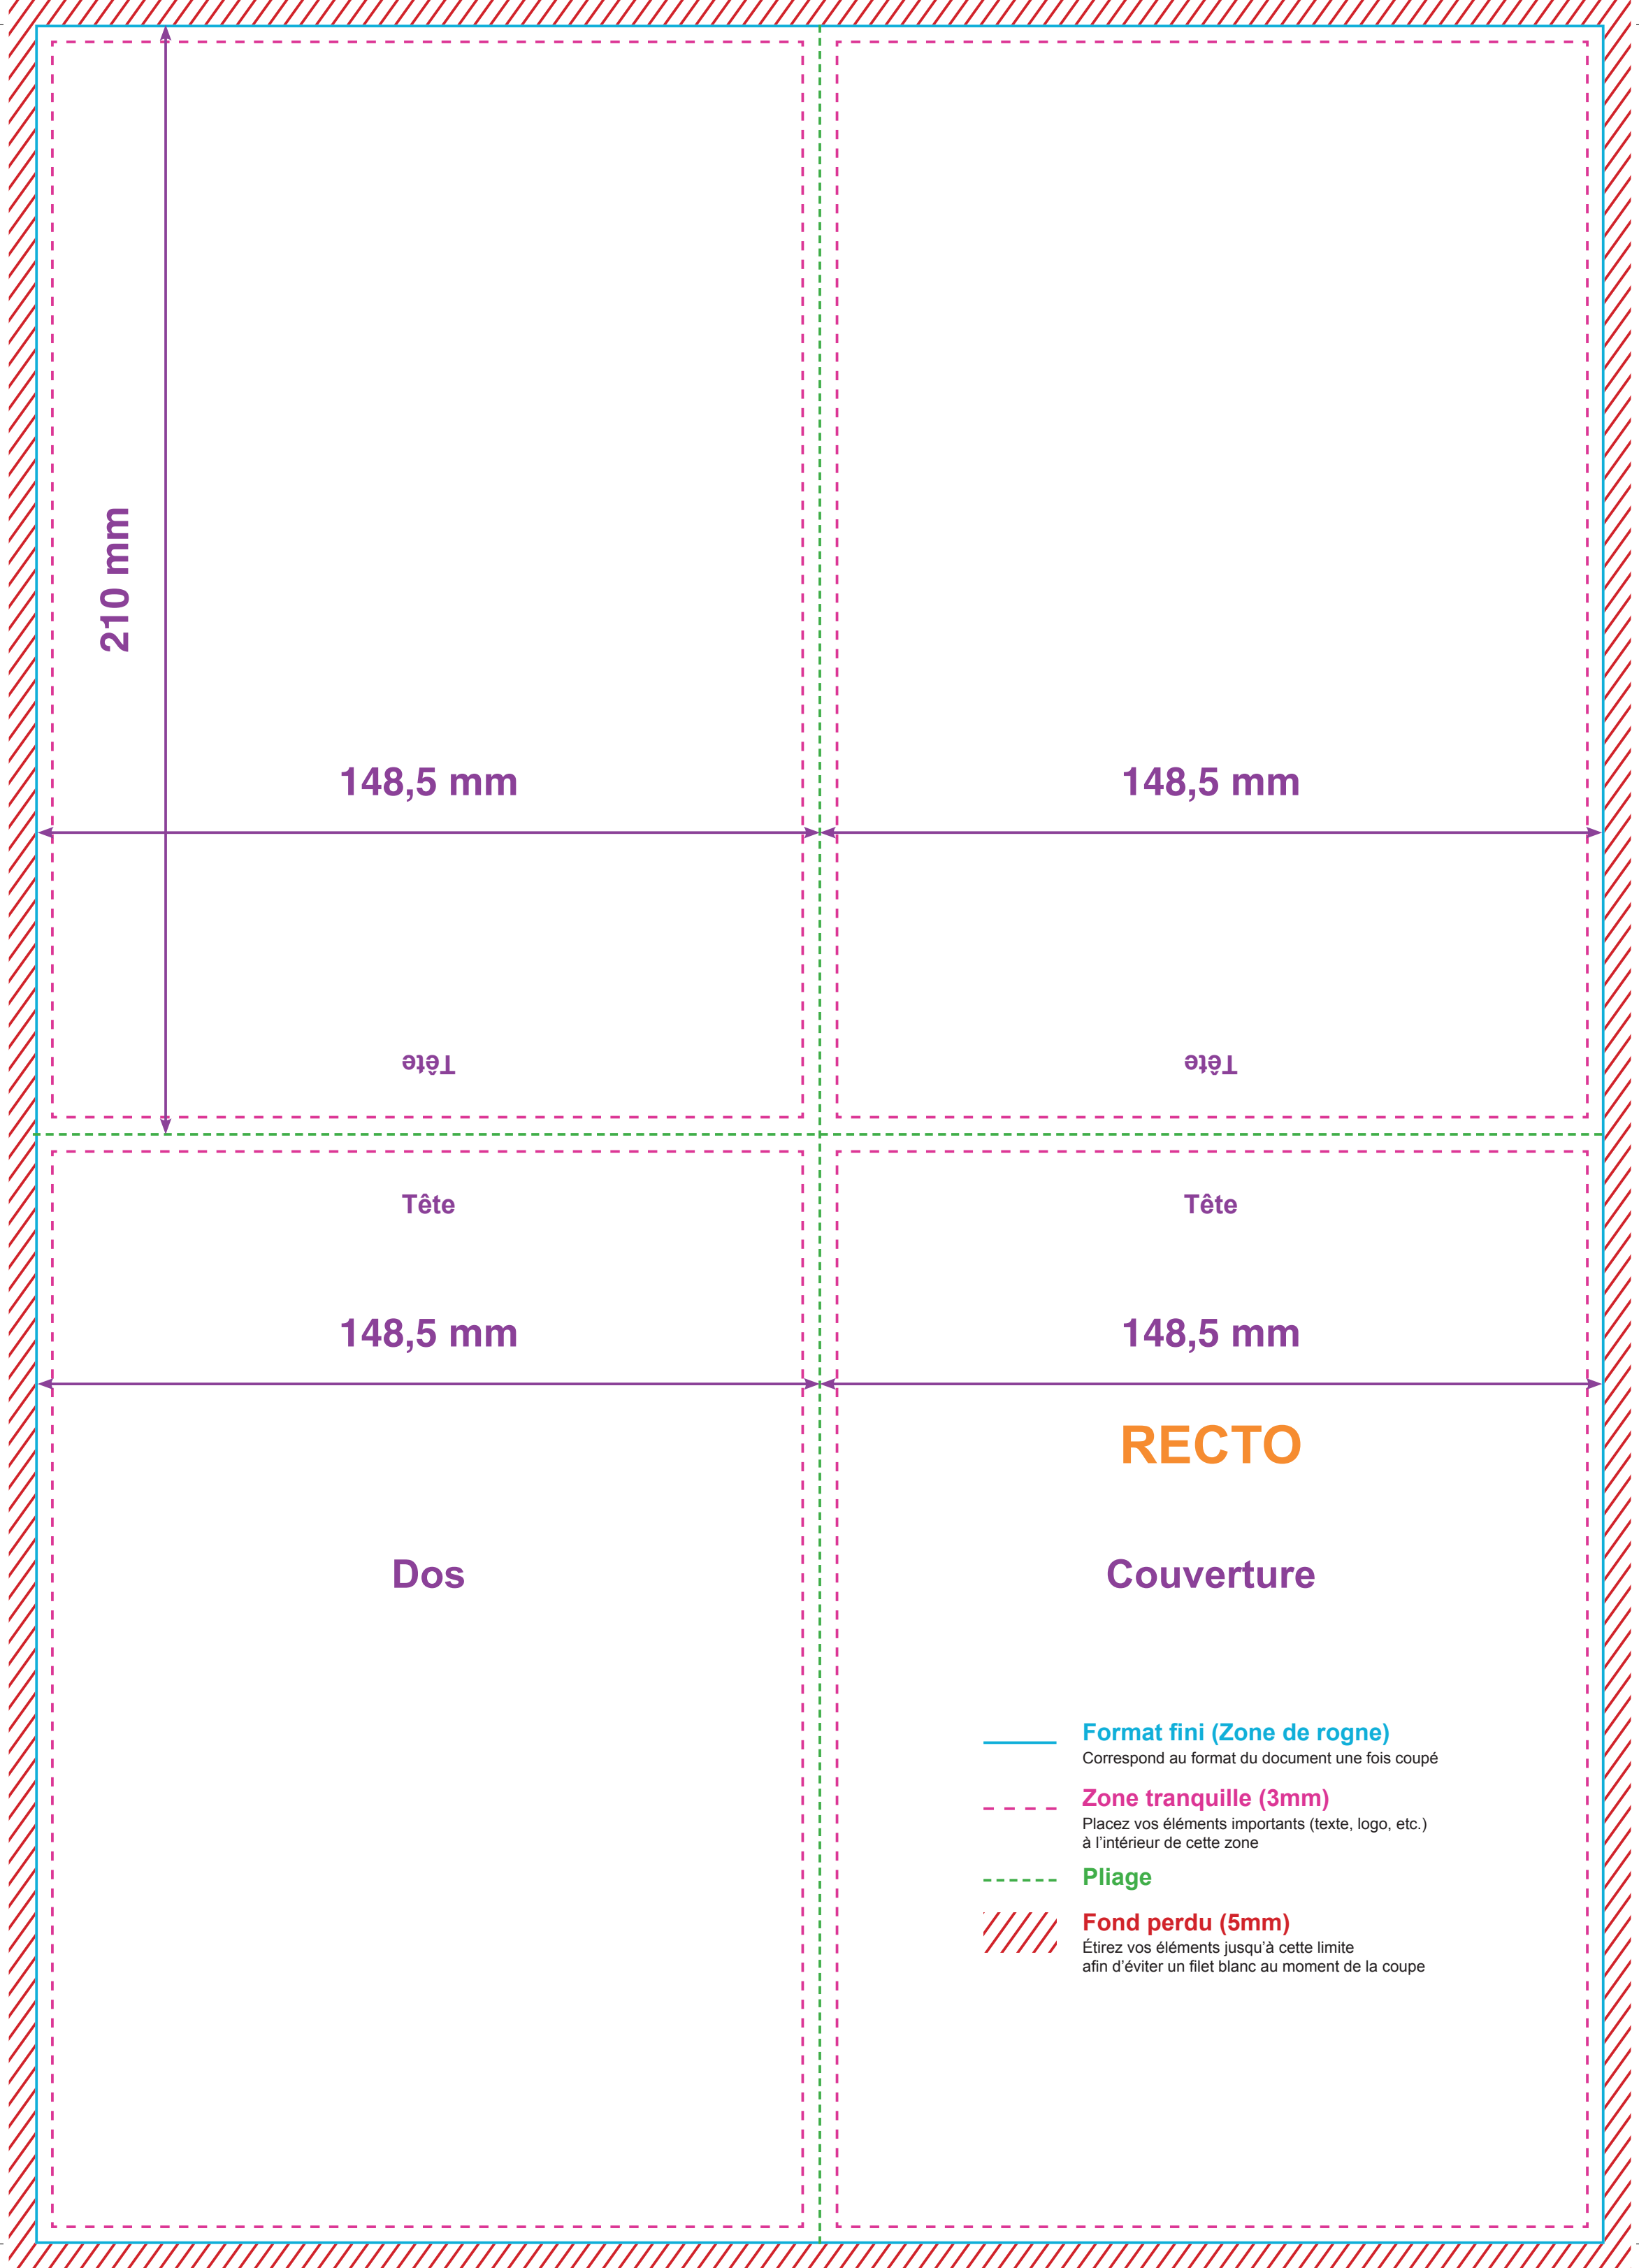 210 mm
148,5 mm
148,5 mm
Tête
Tête
Tête
Tête
148,5 mm
148,5 mm
RECTO
Dos
Couverture
Format fini (Zone de rogne)
Correspond au format du document une fois coupé
Zone tranquille (3mm)
Placez vos éléments importants (texte, logo, etc.)
à l’intérieur de cette zone
Pliage
Fond perdu (5mm)
Étirez vos éléments jusqu’à cette limite
afin d’éviter un filet blanc au moment de la coupe